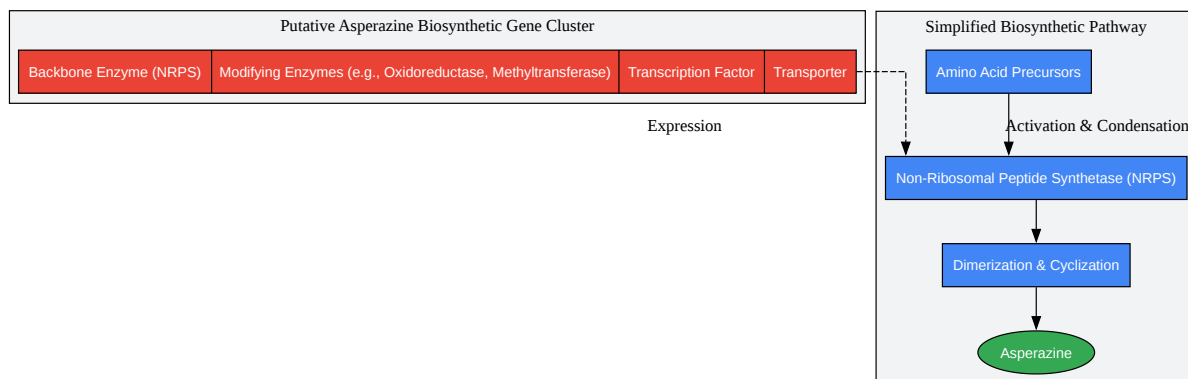 Putative Asperazine Biosynthetic Gene Cluster
Backbone Enzyme (NRPS)
Modifying Enzymes (e.g., Oxidoreductase, Methyltransferase)
Transcription Factor
Transporter
Expression
Simplified Biosynthetic Pathway
Amino Acid Precursors
Activation & Condensation
Non-Ribosomal Peptide Synthetase (NRPS)
Dimerization & Cyclization
Asperazine